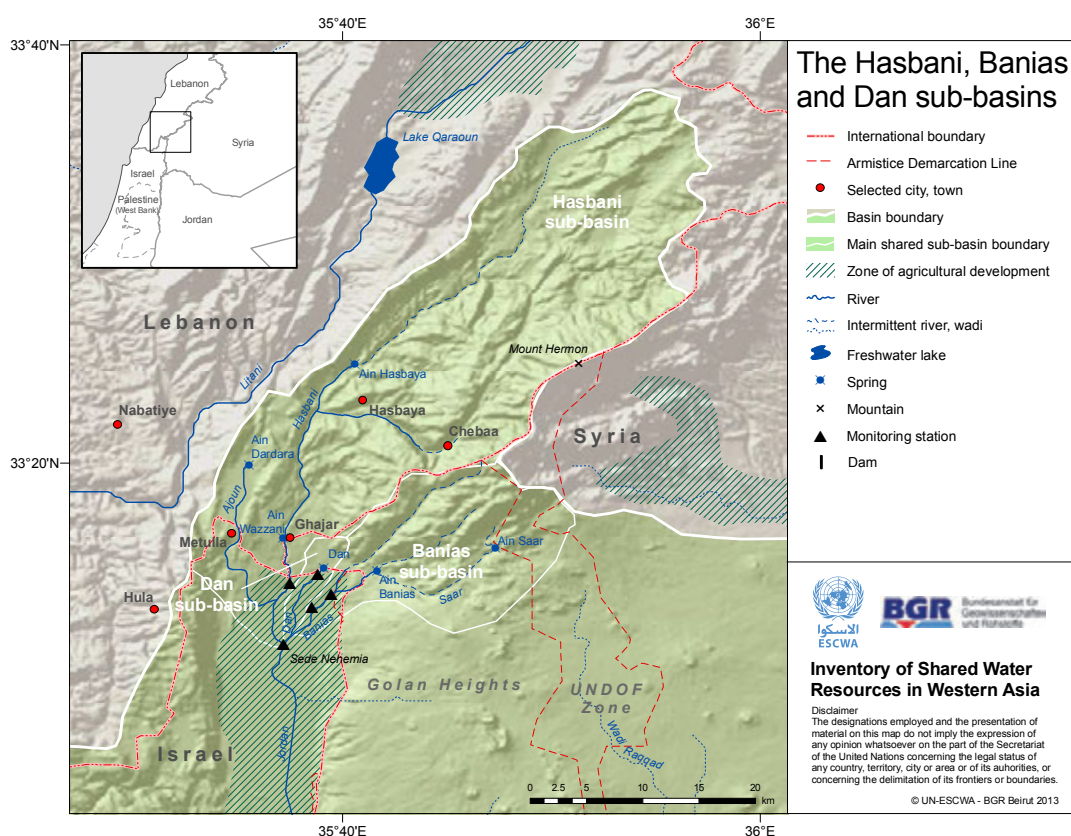 35°40'E
36°E
33°40'N
33°20'N
35°40'E
36°E
Lebanon
Syria
Israel
Palestine
(West Bank)
Jordan
Lake Qaraoun
Hasbani
sub-basin
Lebanon
Litani
Mount Hermon
Ain Hasbaya
Hasbani
Hasbaya
Nabatiye
Chebaa
Syria
Ain
Dardara
Ajoun
Ain
Wazzani
Ghajar
Metulla
Dan
Banias
sub-basin
Ain Saar
Dan
sub-basin
Ain
Banias
Saar
Hula
Dan
Banias
Sede Nehemia
Golan Heights
UNDOF
Zone
Wadi Raqqad
Israel
Jordan
0 2.5 5 10 15 20
km
The Hasbani, Banias
and Dan sub-basins
International boundary
Armistice Demarcation Line
Selected city, town
Basin boundary
Main shared sub-basin boundary
Zone of agricultural development
River
Intermittent river, wadi
Freshwater lake
Spring
Mountain
Monitoring station
Dam
الاسكوا
ESCWA
BGR
Bundesanstalt für
Geowissenschaften
und Rohstoffe
Inventory of Shared Water
Resources in Western Asia
Disclaimer
The designations employed and the presentation of
material on this map do not imply the expression of
any opinion whatsoever on the part of the Secretariat
of the United Nations concerning the legal status of
any country, territory, city or area or of its auhorities, or
concerning the delimitation of its frontiers or boundaries.
© UN-ESCWA - BGR Beirut 2013